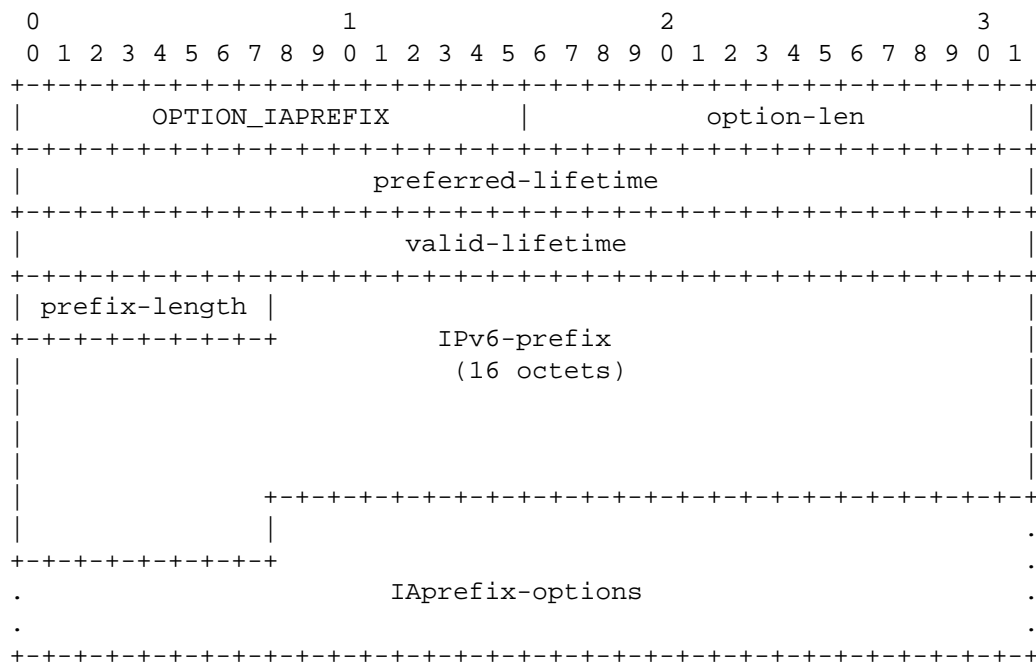 0                   1                   2                   3
 0 1 2 3 4 5 6 7 8 9 0 1 2 3 4 5 6 7 8 9 0 1 2 3 4 5 6 7 8 9 0 1
+-+-+-+-+-+-+-+-+-+-+-+-+-+-+-+-+-+-+-+-+-+-+-+-+-+-+-+-+-+-+-+-+
|        OPTION_IAPREFIX        |           option-len          |
+-+-+-+-+-+-+-+-+-+-+-+-+-+-+-+-+-+-+-+-+-+-+-+-+-+-+-+-+-+-+-+-+
|                      preferred-lifetime                       |
+-+-+-+-+-+-+-+-+-+-+-+-+-+-+-+-+-+-+-+-+-+-+-+-+-+-+-+-+-+-+-+-+
|                        valid-lifetime                         |
+-+-+-+-+-+-+-+-+-+-+-+-+-+-+-+-+-+-+-+-+-+-+-+-+-+-+-+-+-+-+-+-+
| prefix-length |                                               |
+-+-+-+-+-+-+-+-+          IPv6-prefix                          |
|                           (16 octets)                         |
|                                                               |
|                                                               |
|                                                               |
|               +-+-+-+-+-+-+-+-+-+-+-+-+-+-+-+-+-+-+-+-+-+-+-+-+
|               |                                               .
+-+-+-+-+-+-+-+-+                                               .
.                       IAprefix-options                        .
.                                                               .
+-+-+-+-+-+-+-+-+-+-+-+-+-+-+-+-+-+-+-+-+-+-+-+-+-+-+-+-+-+-+-+-+